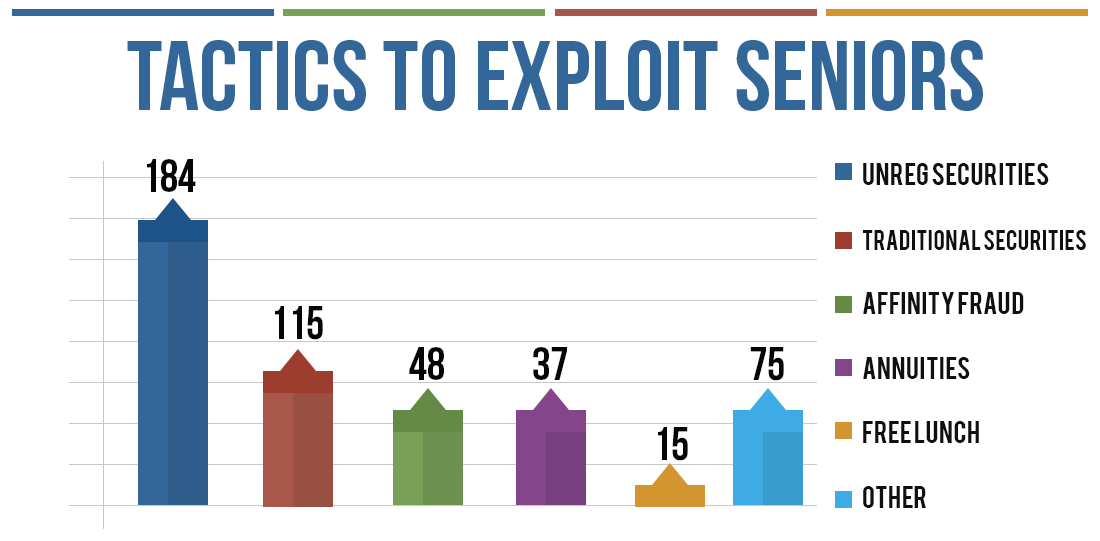 TACTICS TO EXPLOIT SENIORS
184
115
48
37
15
75
UNREG SECURITIES
TRADITIONAL SECURITIES
AFFINITY FRAUD
ANNUITIES
FREE LUNCH
OTHER